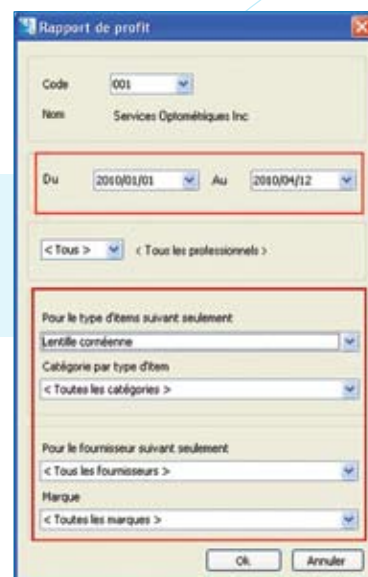 Rapport de profit
Code 001
Nom Services Optométriques Inc
Du 2010/01/01 Au 2010/04/12
< Tous > < Tous les professionnels >
Pour le type d'items suivant seulement
Lentille cornéenne
Catégorie par type d'item
< Toutes les catégories >
Pour le fournisseur suivant seulement
< Tous les fournisseurs >
Marque
< Toutes les marques >
Ok Annuler